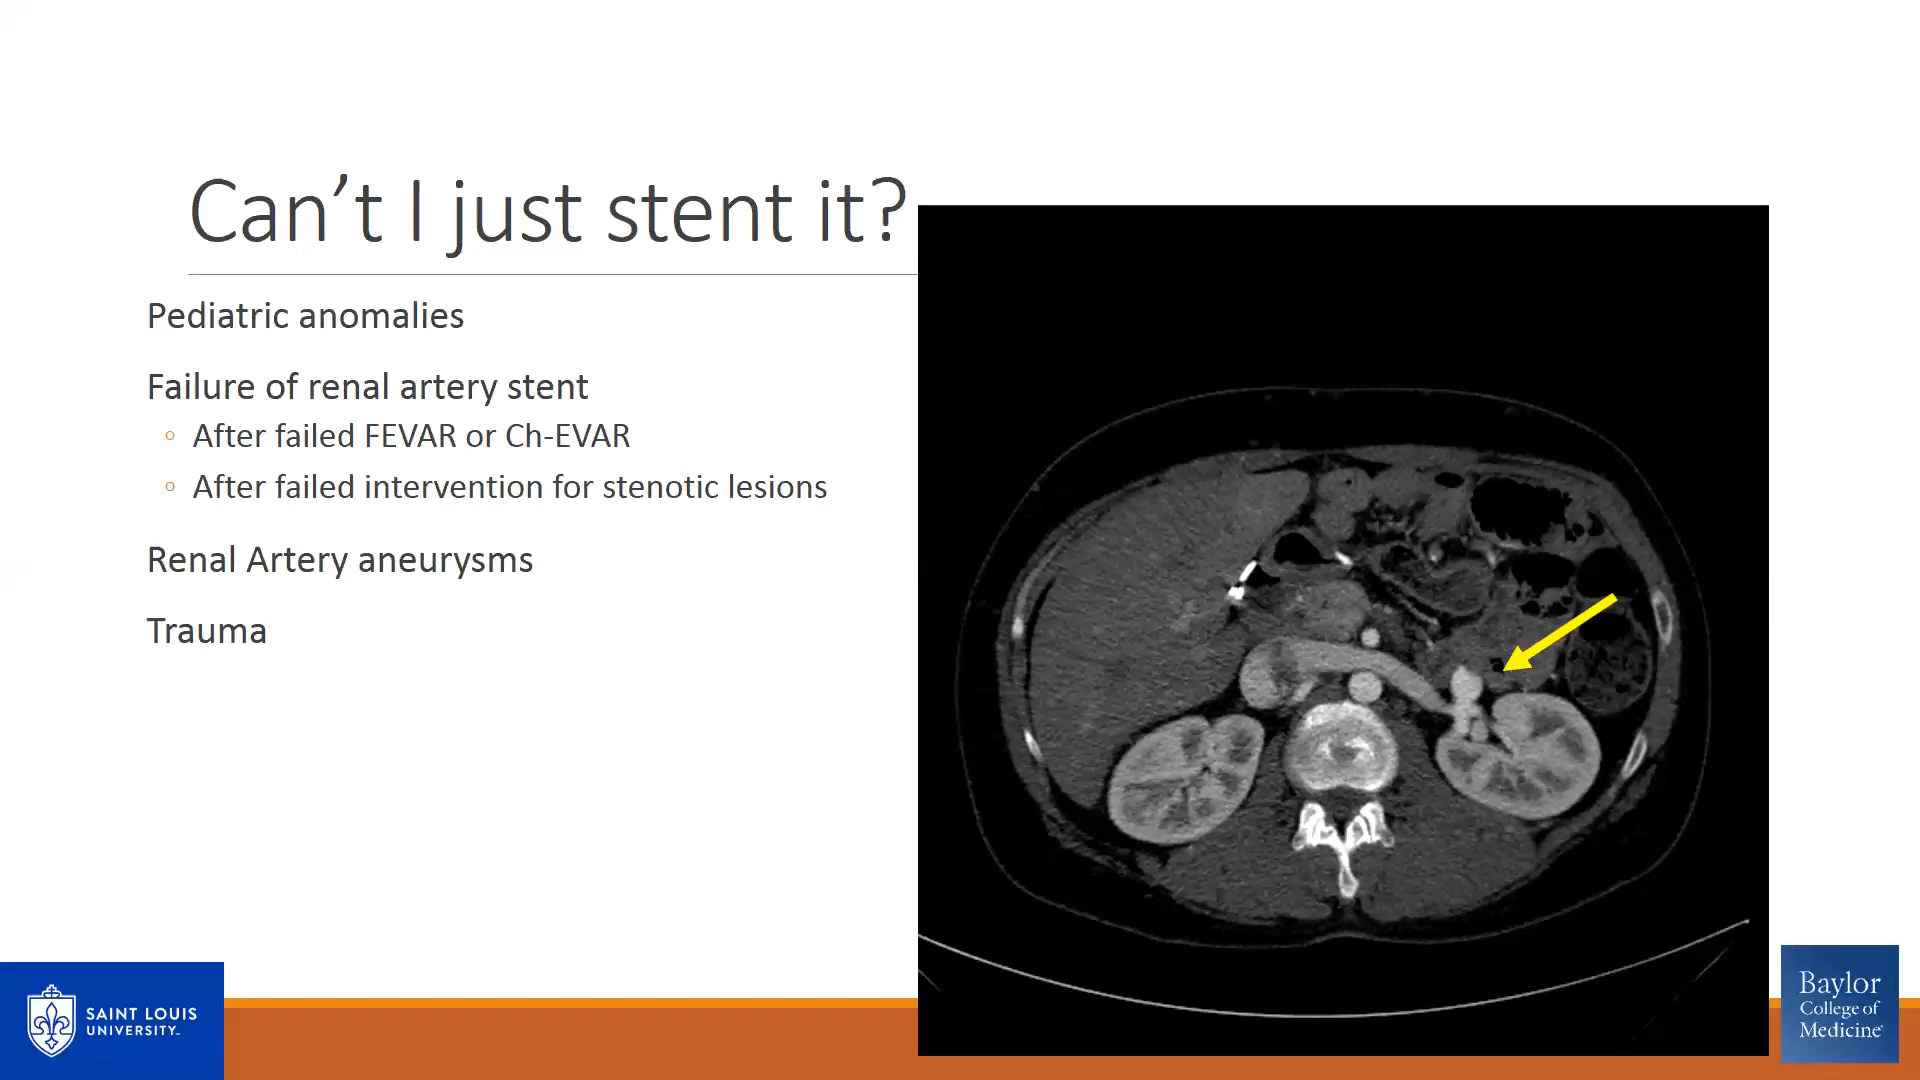 Can’t I just stent it?
Pediatric anomalies
Failure of renal artery stent
◦ After failed FEVAR or Ch-EVAR
◦ After failed intervention for stenotic lesions
Renal Artery aneurysms
Trauma
SAINT LOUIS
UNIVERSITY™
Baylor
College of
Medicine